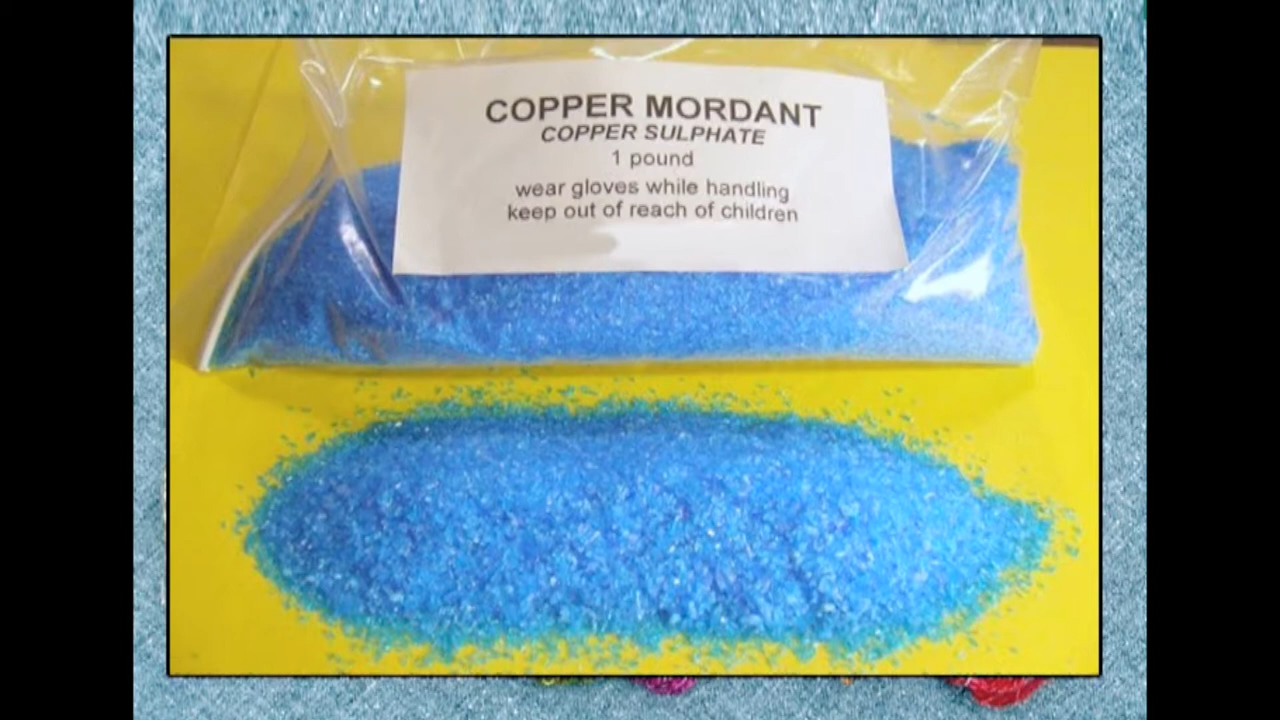 COPPER MORDANT
COPPER SULPHATE
1 pound
wear gloves while handling
keep out of reach of children